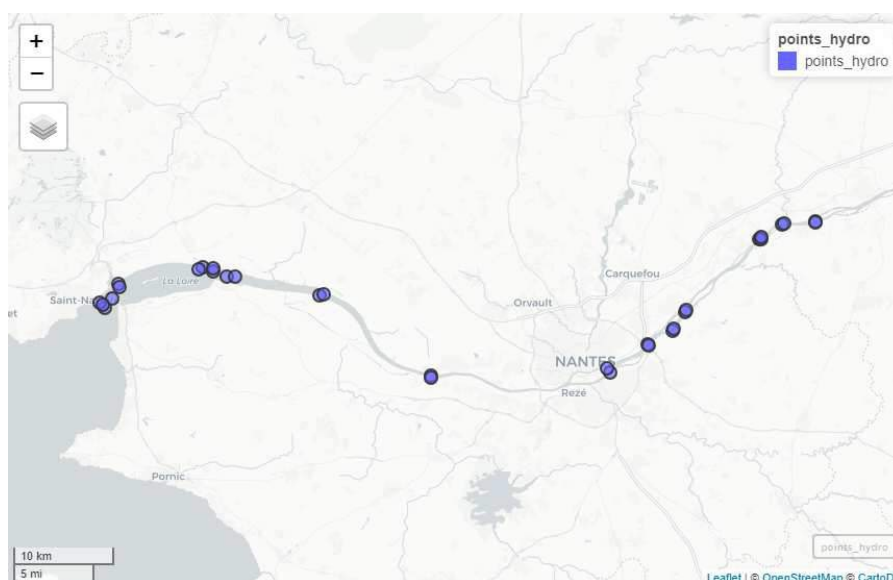 +
points_hydro
points_hydro
−
Carquefou
La Loire
Saint-Na
et
Orvault
NANTES
Rezé
Pornic
10 km
5 mi
points_hydro
Leaflet | © OpenStreetMap © CartoD